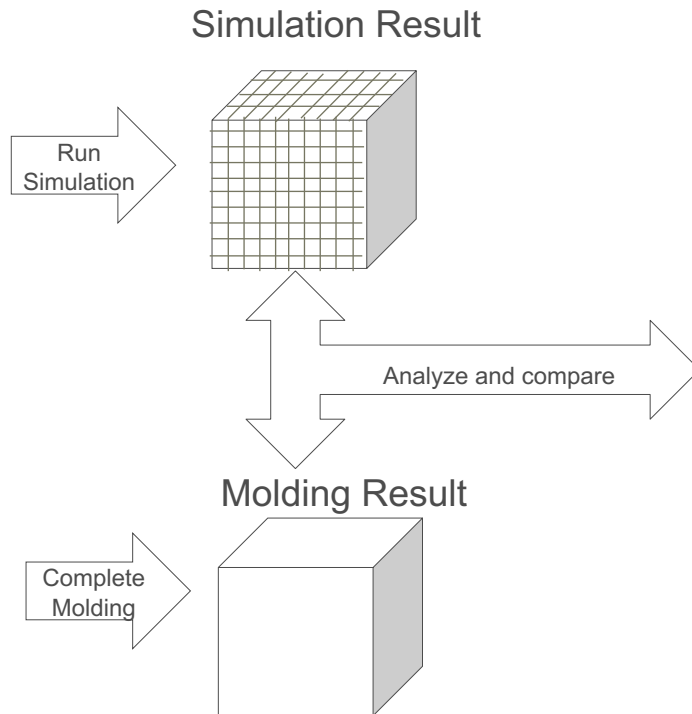 Simulation Result
Run
Simulation
Analyze and compare
Molding Result
Complete
Molding